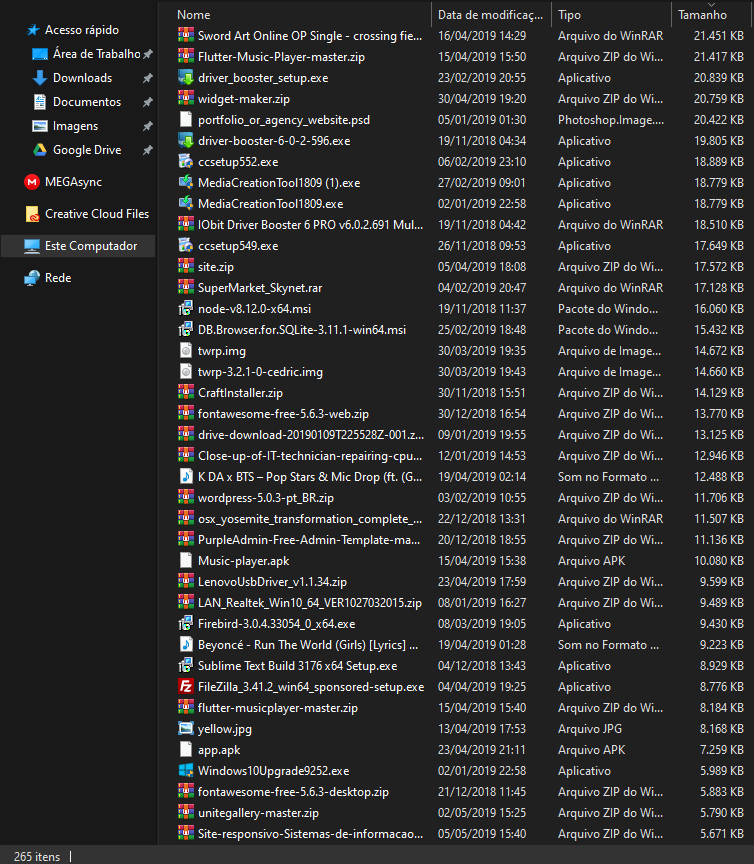 Nome Data de modificaç... Tipo Tamanho
Acesso rápido
Área de Trabalho
Downloads
Documentos
Imagens
Google Drive
MEGAsync
Creative Cloud Files
Este Computador
Rede
Sword Art Online OP Single - crossing fie... 16/04/2019 14:29 Arquivo do WinRAR 21.451 KB
Flutter-Music-Player-master.zip 15/04/2019 15:50 Arquivo ZIP do Wi... 21.417 KB
driver_booster_setup.exe 23/02/2019 20:55 Aplicativo 20.839 KB
widget-maker.zip 30/04/2019 19:20 Arquivo ZIP do Wi... 20.759 KB
portfolio_or_agency_website.psd 05/01/2019 01:30 Photoshop.Image.... 20.422 KB
driver-booster-6-0-2-596.exe 19/11/2018 04:34 Aplicativo 19.805 KB
ccsetup552.exe 06/02/2019 23:10 Aplicativo 18.889 KB
MediaCreationTool1809 (1).exe 27/02/2019 09:01 Aplicativo 18.779 KB
MediaCreationTool1809.exe 02/01/2019 22:58 Aplicativo 18.779 KB
IObit Driver Booster 6 PRO v6.0.2.691 Mul... 19/11/2018 04:42 Arquivo do WinRAR 18.510 KB
ccsetup549.exe 26/11/2018 09:53 Aplicativo 17.649 KB
site.zip 05/04/2019 18:08 Arquivo ZIP do Wi... 17.572 KB
SuperMarket_Skynet.rar 04/02/2019 20:47 Arquivo do WinRAR 17.128 KB
node-v8.12.0-x64.msi 19/11/2018 11:37 Pacote do Windo... 16.060 KB
DB.Browser.for.SQLite-3.11.1-win64.msi 25/02/2019 18:48 Pacote do Windo... 15.432 KB
twrp.img 30/03/2019 19:35 Arquivo de Image... 14.672 KB
twrp-3.2.1-0-cedric.img 30/03/2019 19:43 Arquivo de Image... 14.660 KB
CraftInstaller.zip 30/11/2018 15:51 Arquivo ZIP do Wi... 14.129 KB
fontawesome-free-5.6.3-web.zip 30/12/2018 16:54 Arquivo ZIP do Wi... 13.770 KB
drive-download-20190109T225528Z-001.z... 09/01/2019 19:55 Arquivo ZIP do Wi... 13.125 KB
Close-up-of-IT-technician-repairing-cpu... 12/01/2019 14:53 Arquivo ZIP do Wi... 12.946 KB
K DA x BTS – Pop Stars & Mic Drop (ft. (G... 19/04/2019 02:14 Som no Formato ... 12.488 KB
wordpress-5.0.3-pt_BR.zip 03/02/2019 10:55 Arquivo ZIP do Wi... 11.706 KB
osx_yosemite_transformation_complete_... 22/12/2018 13:31 Arquivo do WinRAR 11.507 KB
PurpleAdmin-Free-Admin-Template-ma... 20/12/2018 18:55 Arquivo ZIP do Wi... 11.136 KB
Music-player.apk 15/04/2019 15:38 Arquivo APK 10.080 KB
LenovoUsbDriver_v1.1.34.zip 23/04/2019 17:59 Arquivo ZIP do Wi... 9.599 KB
LAN_Realtek_Win10_64_VER1027032015.zip 08/01/2019 16:27 Arquivo ZIP do Wi... 9.489 KB
Firebird-3.0.4.33054_0_x64.exe 08/03/2019 19:05 Aplicativo 9.430 KB
Beyoncé - Run The World (Girls) [Lyrics] ... 19/04/2019 01:28 Som no Formato ... 9.223 KB
Sublime Text Build 3176 x64 Setup.exe 04/12/2018 13:43 Aplicativo 8.929 KB
FileZilla_3.41.2_win64_sponsored-setup.exe 04/04/2019 19:25 Aplicativo 8.776 KB
flutter-musicplayer-master.zip 15/04/2019 15:40 Arquivo ZIP do Wi... 8.184 KB
yellow.jpg 13/04/2019 17:53 Arquivo JPG 8.168 KB
app.apk 23/04/2019 21:11 Arquivo APK 7.259 KB
Windows10Upgrade9252.exe 02/01/2019 22:58 Aplicativo 5.989 KB
fontawesome-free-5.6.3-desktop.zip 21/12/2018 11:45 Arquivo ZIP do Wi... 5.883 KB
unitegallery-master.zip 02/05/2019 15:25 Arquivo ZIP do Wi... 5.790 KB
Site-responsivo-Sistemas-de-informacao... 05/05/2019 15:40 Arquivo ZIP do Wi... 5.671 KB
265 itens